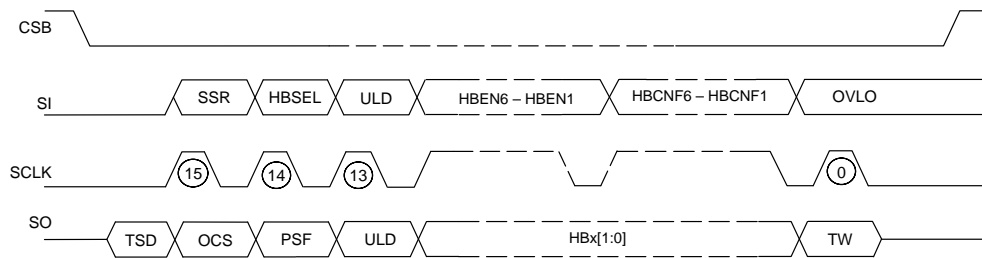 CSB
SI SSR HBSEL ULD HBEN6 – HBEN1 HBCNF6 – HBCNF1 OVLO
SCLK 15 14 13 0
SO TSD OCS PSF ULD HBx[1:0] TW